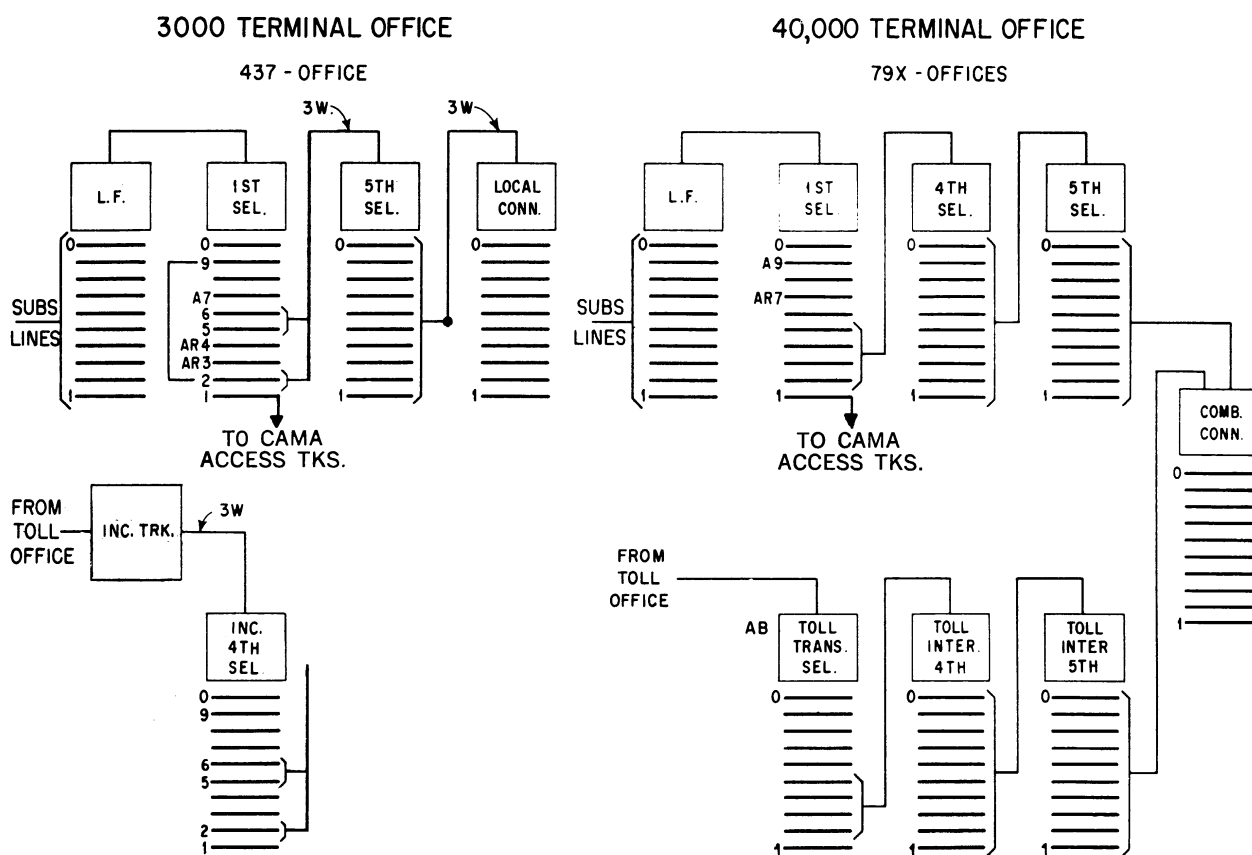 3000 TERMINAL OFFICE
437 - OFFICE
3W.
3W
L.F.
1ST
SEL.
5TH
SEL.
LOCAL
CONN.
0
0
9
A7
6
5
AR4
AR3
2
1
1
0
1
0
1
SUBS
LINES
TO CAMA
ACCESS TKS.
FROM
TOLL
OFFICE
INC. TRK.
3W
INC.
4TH
SEL
0
9
6
5
2
1
40,000 TERMINAL OFFICE
79X - OFFICES
L.F.
1ST
SEL.
4TH
SEL.
5TH
SEL.
0
0
A9
AR7
1
1
0
1
0
1
SUBS
LINES
TO CAMA
ACCESS TKS.
COMB.
CONN.
0
1
FROM
TOLL
OFFICE
AB
TOLL
TRANS.
SEL.
TOLL
INTER.
4TH
TOLL
INTER
5TH
0
1
0
1
0
1